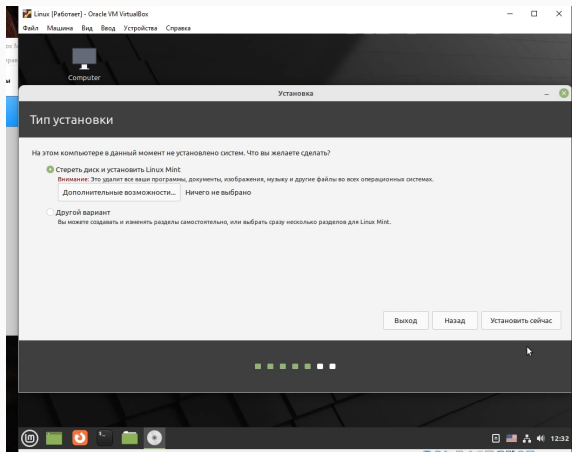 Linux [Работает] - Oracle VM VirtualBox
Файл Машина Вид Ввод Устройства Справка
Computer
Установка
Тип установки
На этом компьютере в данный момент не установлено систем. Что вы желаете сделать?
Стереть диск и установить Linux Mint
Внимание: Это удалит все ваши программы, документы, изображения, музыку и другие файлы во всех операционных системах.
Дополнительные возможности... Ничего не выбрано
Другой вариант
Вы можете создавать и изменять разделы самостоятельно, или выбрать сразу несколько разделов для Linux Mint.
Выход Назад Установить сейчас
12:32